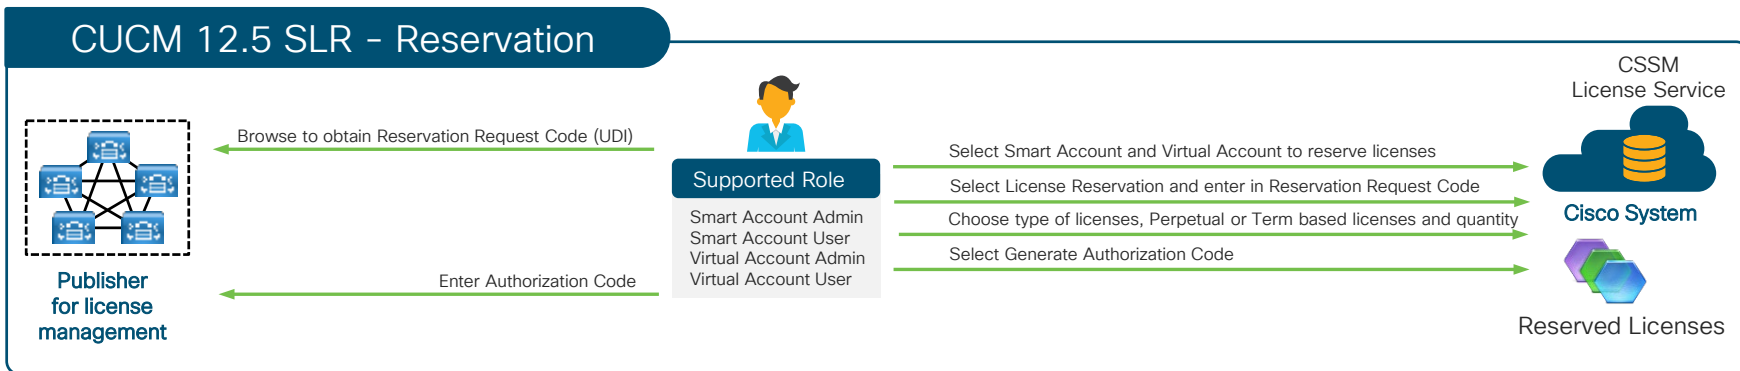 CUCM 12.5 SLR - Reservation
CSSM
License Service
Browse to obtain Reservation Request Code (UDI)
Select Smart Account and Virtual Account to reserve licenses
Supported Role
Select License Reservation and enter in Reservation Request Code
Cisco System
Smart Account Admin
Smart Account User
Virtual Account Admin
Virtual Account User
Choose type of licenses, Perpetual or Term based licenses and quantity
Select Generate Authorization Code
Publisher
for license
management
Enter Authorization Code
Reserved Licenses